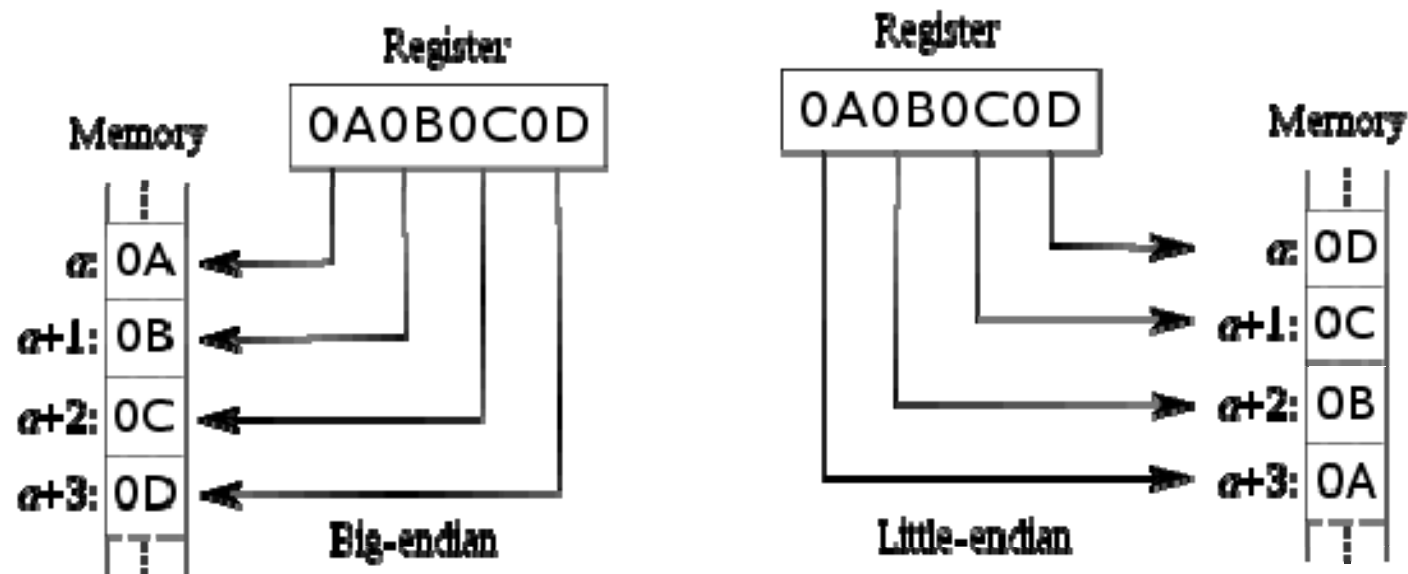 Register
0A0B0C0D
Memory
a: 0A
a+1: 0B
a+2: 0C
a+3: 0D
Big-endian
Register
0A0B0C0D
Memory
a: 0D
a+1: 0C
a+2: 0B
a+3: 0A
Little-endian